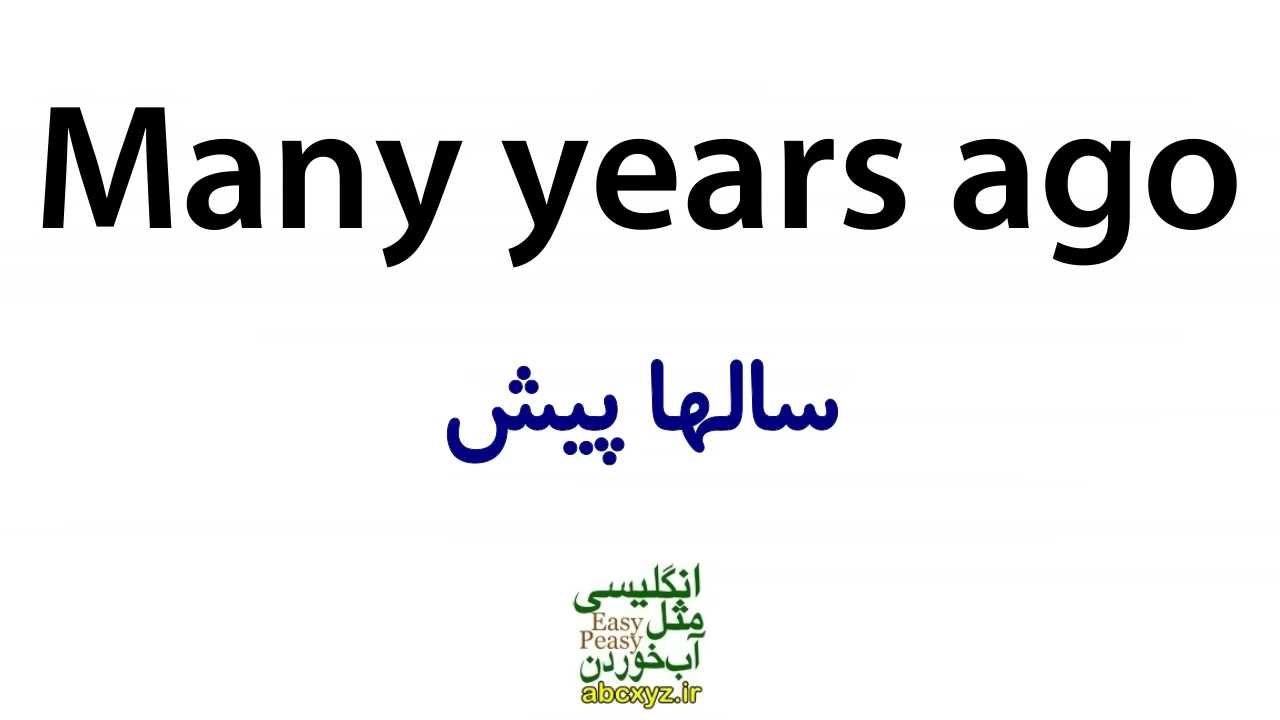 Many years ago
سالها پیش
انگلیسی
مثل
Easy
Peasy
آب‌خوردن
abcxyz.ir